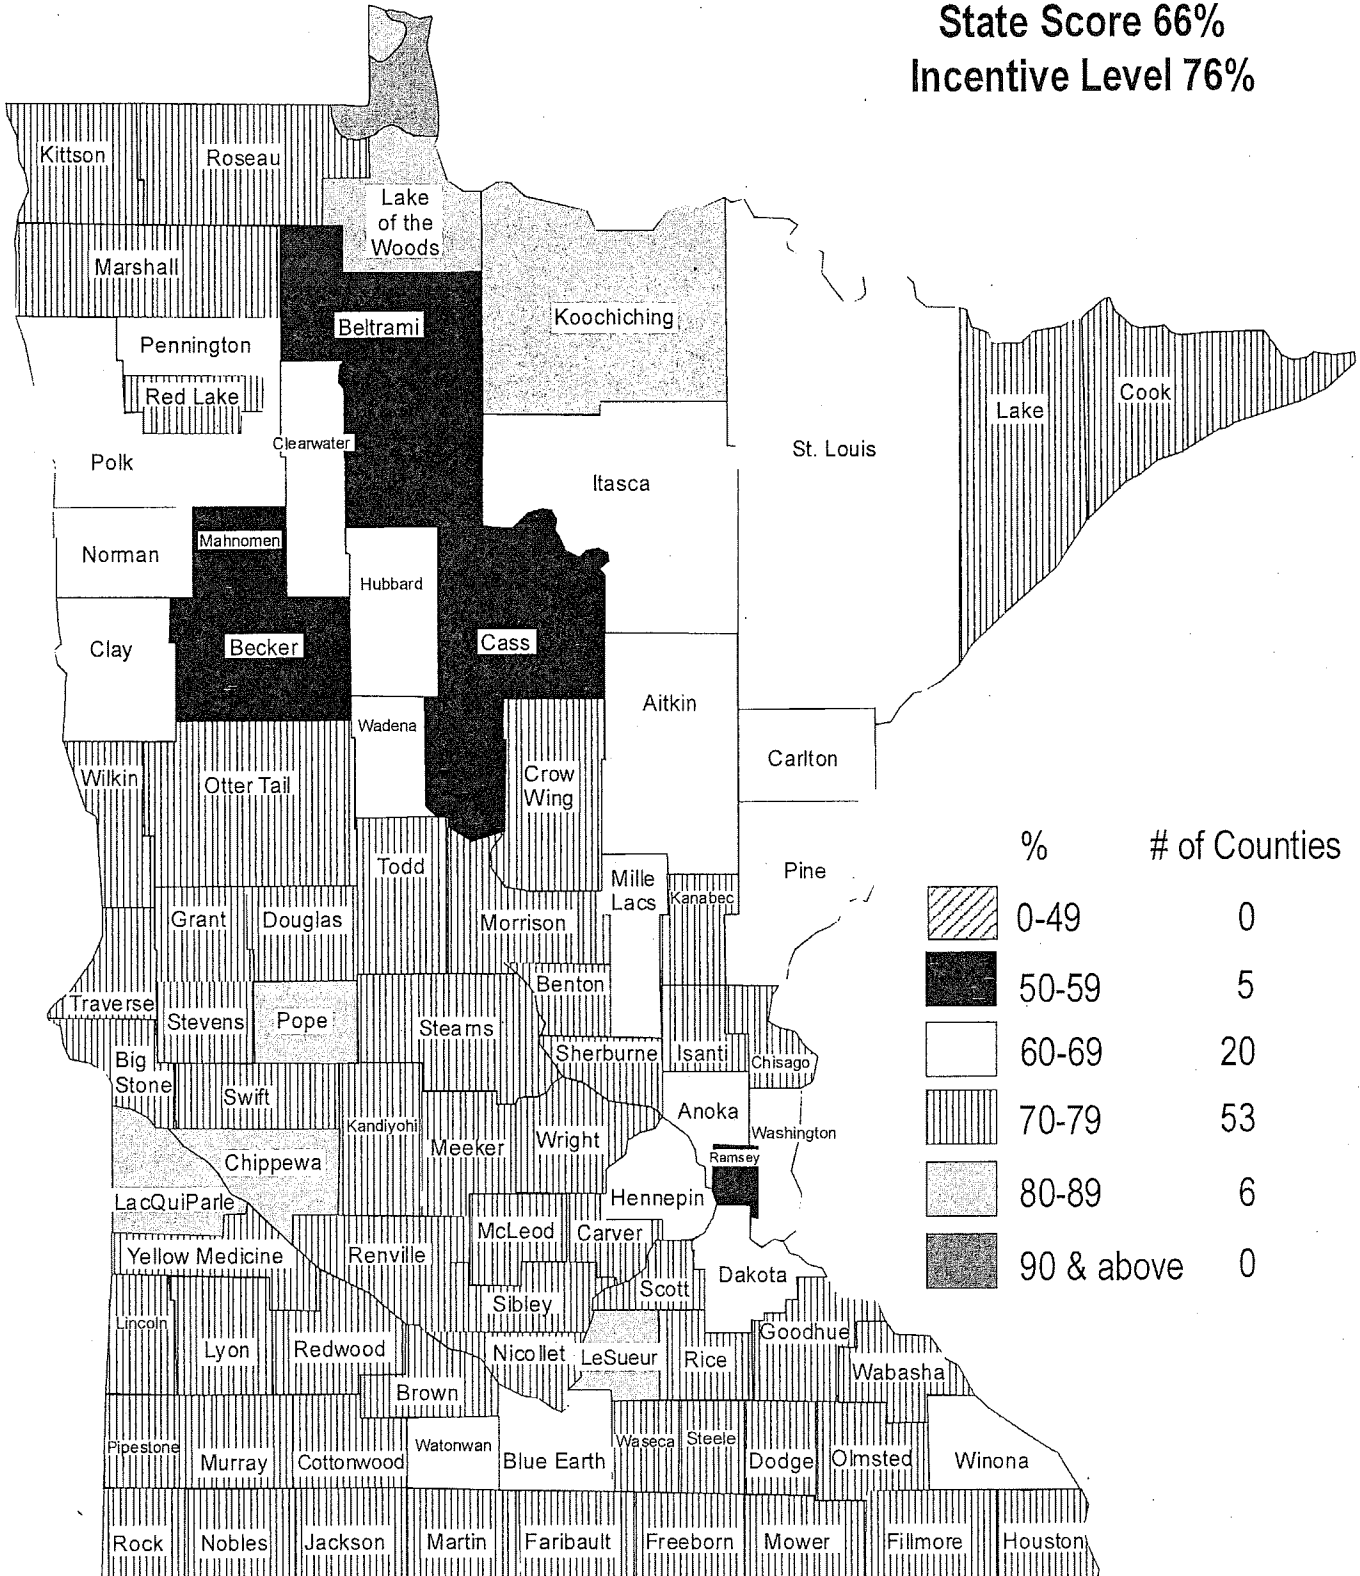 State Score 66%
Incentive Level 76%
Kittson
Roseau
Lake
of the
Woods
Marshall
Beltrami
Koochiching
Pennington
Red Lake
Clearwater
Polk
Lake
Cook
St. Louis
Itasca
Norman
Mahnomen
Hubbard
Clay
Becker
Cass
Aitkin
Wadena
Carlton
Wilkin
Otter Tail
Crow
Wing
Todd
Mille
Lacs
Kanabec
Pine
Grant
Douglas
Morrison
Benton
Traverse
Stevens
Pope
Stearns
Sherburne
Isanti
Chisago
Big
Stone
Swift
Kandiyohi
Meeker
Wright
Anoka
Washington
Ramsey
Chippewa
LacQuiParle
Hennepin
Yellow Medicine
Renville
McLeod
Carver
Scott
Dakota
Sibley
Lincoln
Lyon
Redwood
Nicollet
LeSueur
Rice
Goodhue
Wabasha
Brown
Pipestone
Murray
Cottonwood
Watonwan
Blue Earth
Waseca
Steele
Dodge
Olmsted
Winona
Rock
Nobles
Jackson
Martin
Faribault
Freeborn
Mower
Fillmore
Houston
% # of Counties
0-49 0
50-59 5
60-69 20
70-79 53
80-89 6
90 & above 0